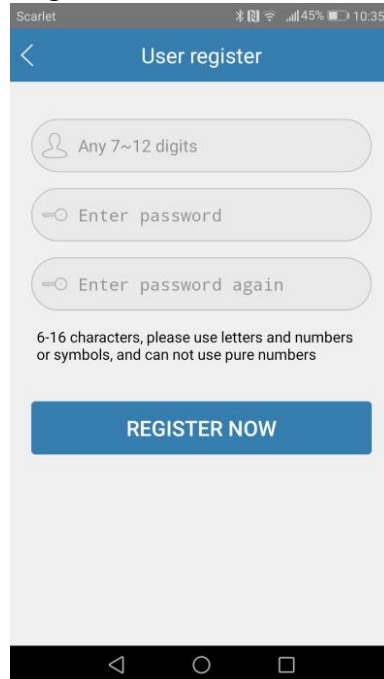 Scarlet 45% 10:35
User register
Any 7~12 digits
Enter password
Enter password again
6-16 characters, please use letters and numbers
or symbols, and can not use pure numbers
REGISTER NOW